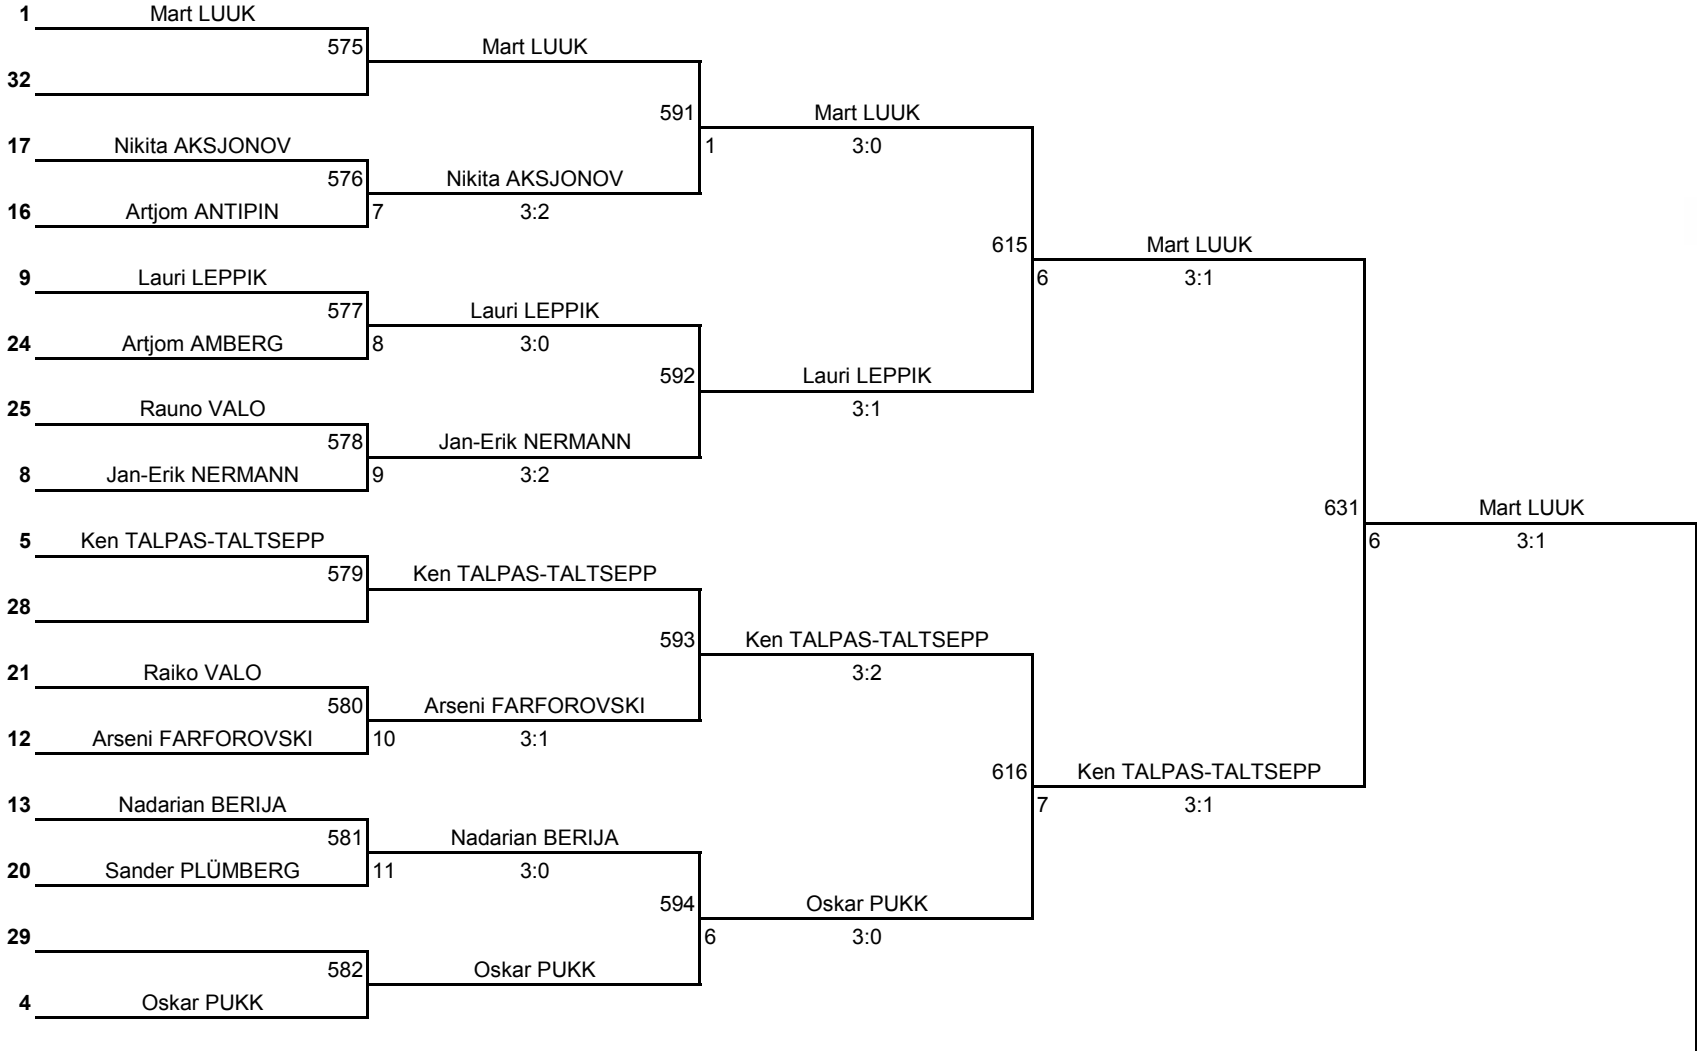 1 Mart LUUK
575 Mart LUUK
32
591 Mart LUUK
17 Nikita AKSJONOV 1 3:0
576 Nikita AKSJONOV
16 Artjom ANTIPIN 7 3:2
615 Mart LUUK
9 Lauri LEPPIK 6 3:1
577 Lauri LEPPIK
24 Artjom AMBERG 8 3:0
592 Lauri LEPPIK
25 Rauno VALO 3:1
578 Jan-Erik NERMANN
8 Jan-Erik NERMANN 9 3:2
631 Mart LUUK
5 Ken TALPAS-TALTSEPP 6 3:1
579 Ken TALPAS-TALTSEPP
28
593 Ken TALPAS-TALTSEPP
21 Raiko VALO 3:2
580 Arseni FARFOROVSKI
12 Arseni FARFOROVSKI 10 3:1
616 Ken TALPAS-TALTSEPP
13 Nadarian BERIJA 7 3:1
581 Nadarian BERIJA
20 Sander PLÜMBERG 11 3:0
594 Oskar PUKK
29 6 3:0
582 Oskar PUKK
4 Oskar PUKK